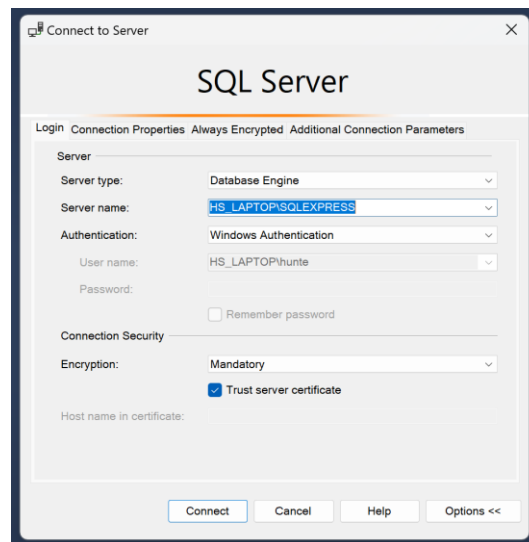 Connect to Server
SQL Server
Login Connection Properties Always Encrypted Additional Connection Parameters
Server
Server type: Database Engine
Server name: HS_LAPTOP\SQLEXPRESS
Authentication: Windows Authentication
User name: HS_LAPTOP\hunte
Password:
Remember password
Connection Security
Encryption: Mandatory
Trust server certificate
Host name in certificate:
Connect Cancel Help Options <<